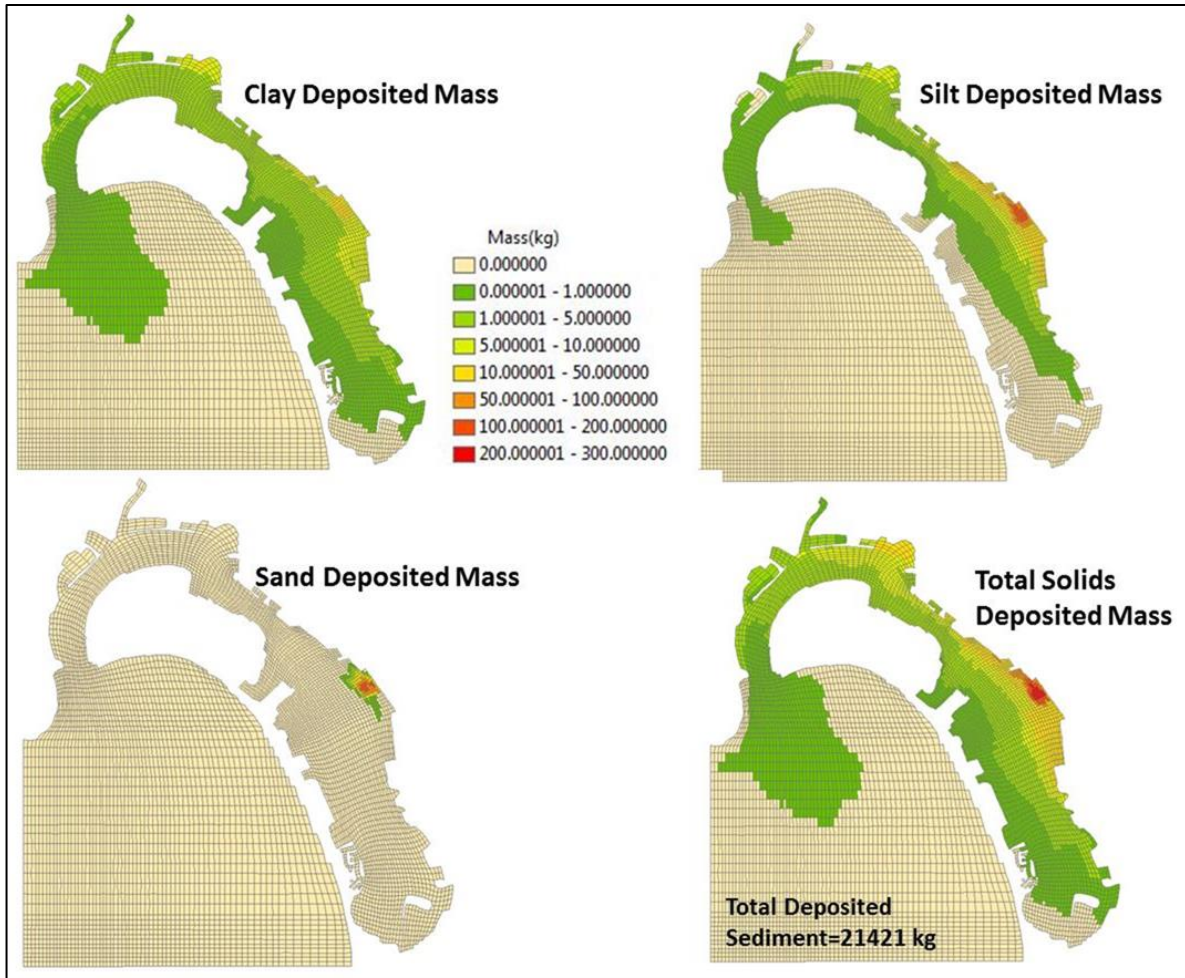 Clay Deposited Mass
Silt Deposited Mass
Mass(kg)
0.000000
0.000001 - 1.000000
1.000001 - 5.000000
5.000001 - 10.000000
10.000001 - 50.000000
50.000001 - 100.000000
100.000001 - 200.000000
200.000001 - 300.000000
Sand Deposited Mass
Total Solids
Deposited Mass
Total Deposited
Sediment=21421 kg